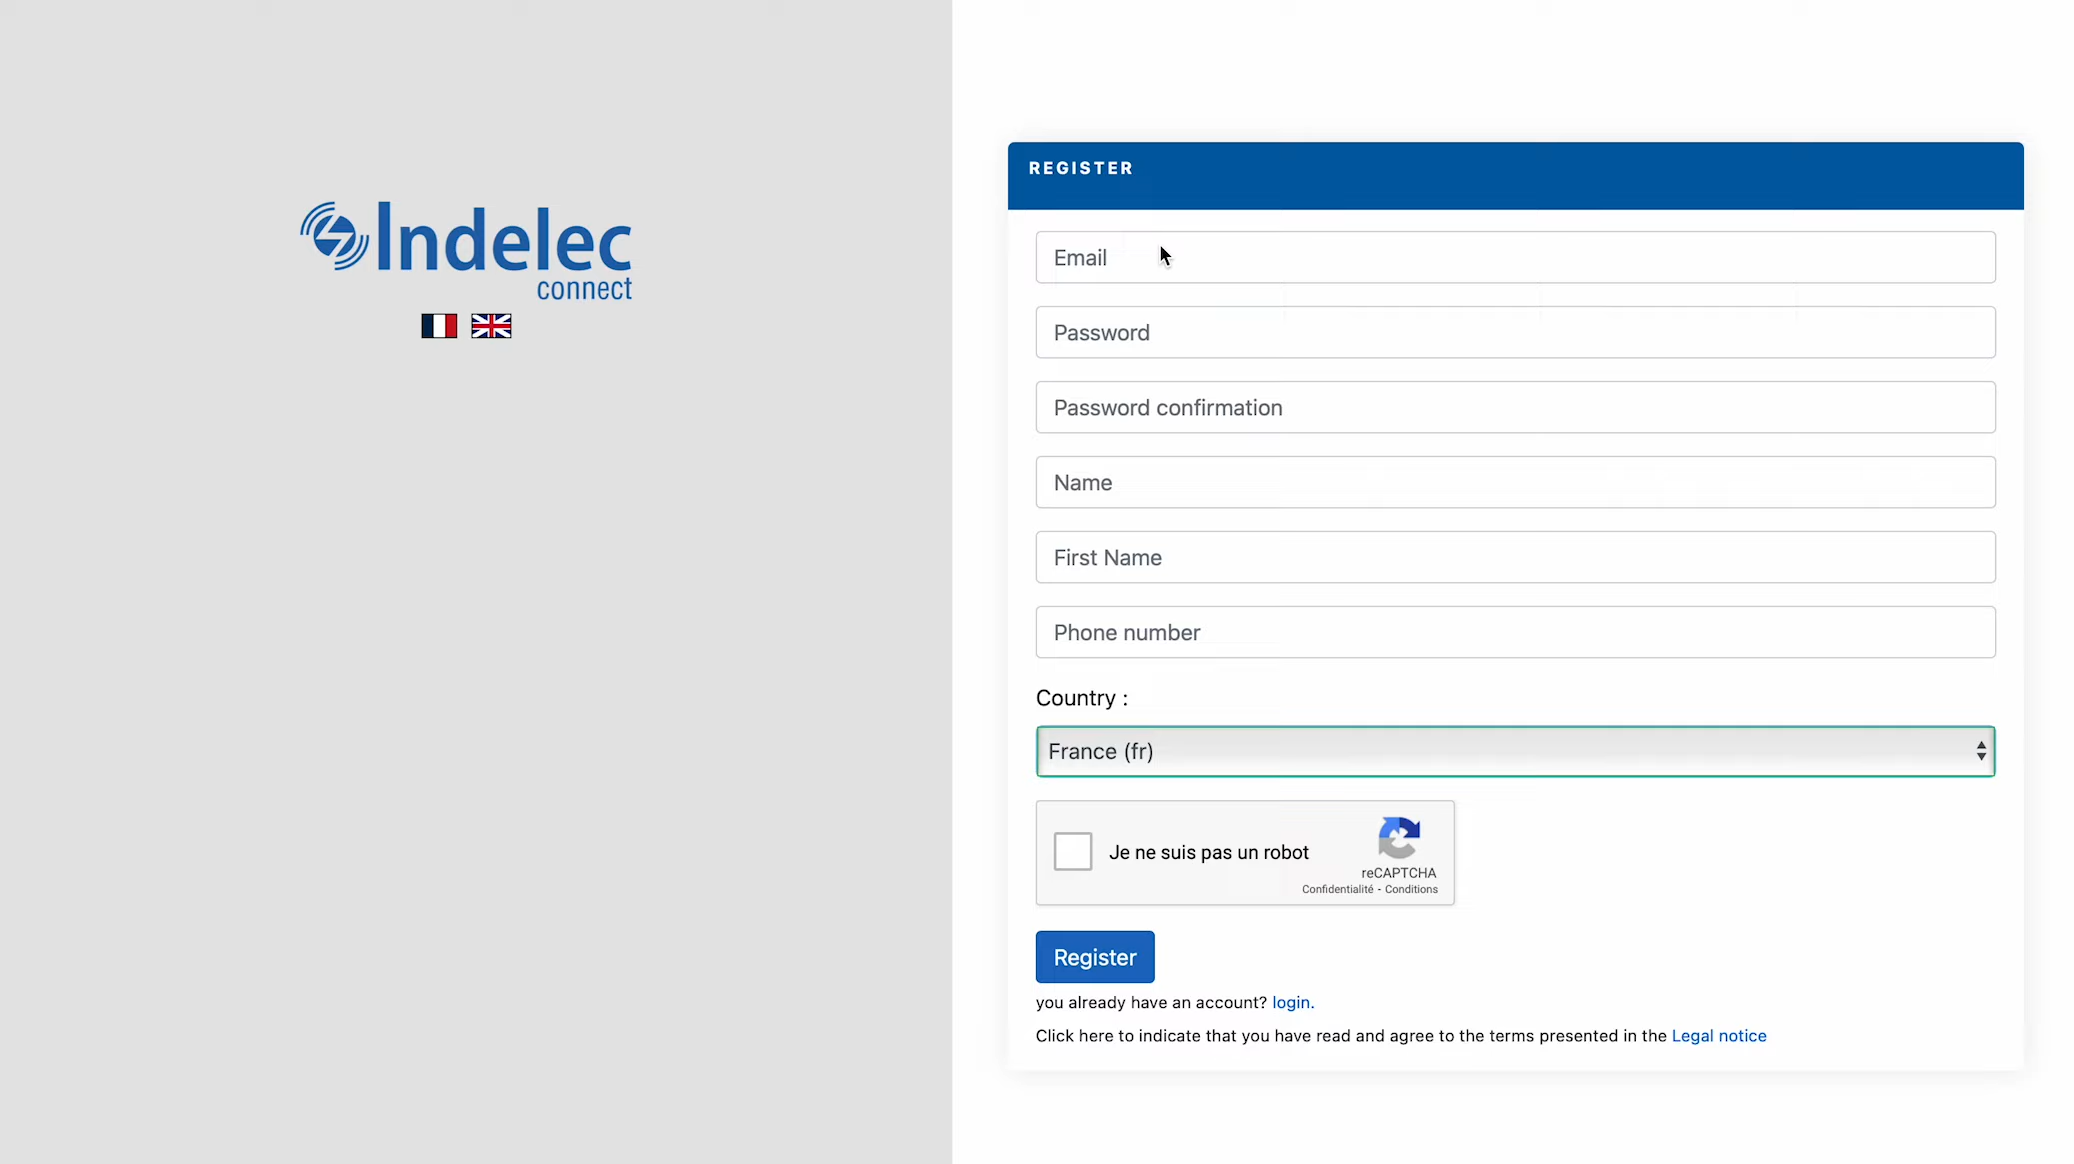 Indelec
connect
REGISTER
Email
Password
Password confirmation
Name
First Name
Phone number
Country :
France (fr)
Je ne suis pas un robot
reCAPTCHA
Confidentialité - Conditions
Register
you already have an account? login.
Click here to indicate that you have read and agree to the terms presented in the Legal notice